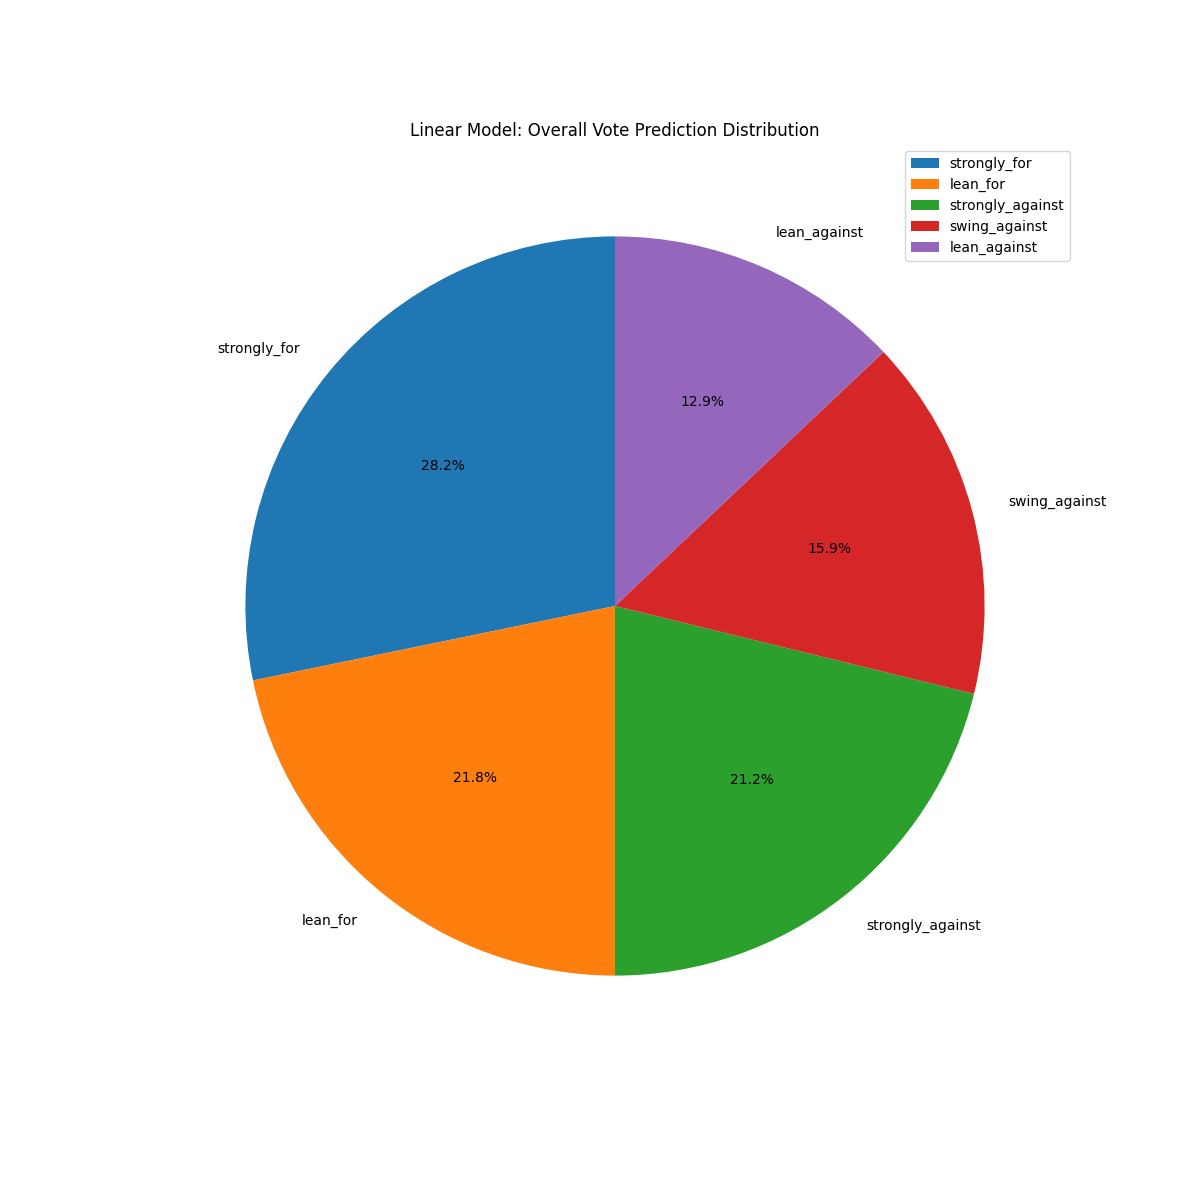 Linear Model: Overall Vote Prediction Distribution
strongly_for
lean_for
strongly_against
swing_against
lean_against
lean_against
strongly_for
12.9%
28.2%
swing_against
15.9%
21.8%
21.2%
lean_for
strongly_against